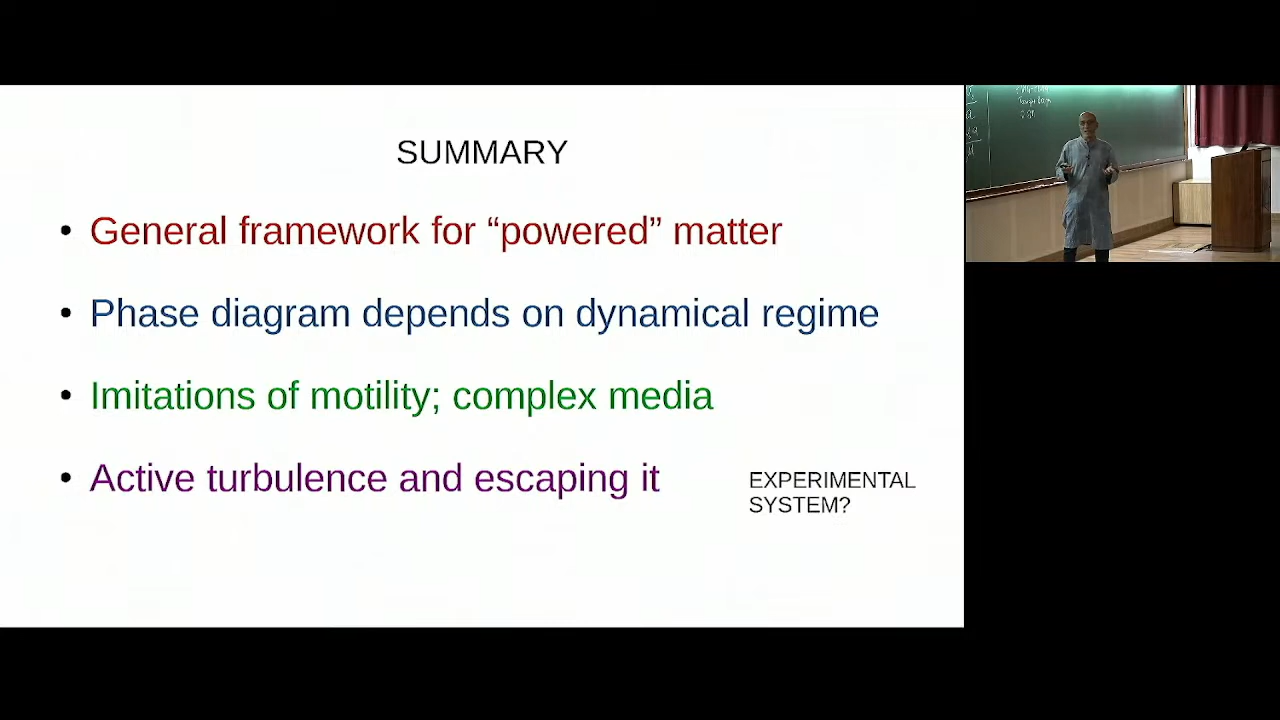 SUMMARY
• General framework for “powered” matter
• Phase diagram depends on dynamical regime
• Imitations of motility; complex media
• Active turbulence and escaping it
EXPERIMENTAL
SYSTEM?